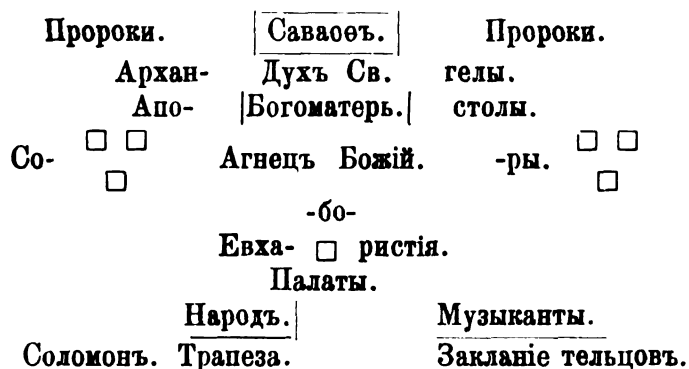 Пророки. Саваоѳъ. Пророки.
Архан- Духъ Св. гелы.
Апо- Богоматерь. столы.
Со- Агнецъ Божій. -ры.
-бо-
Евха- ристія.
Палаты.
Народъ. Музыканты.
Соломонъ. Трапеза. Закланіе тельцовъ.